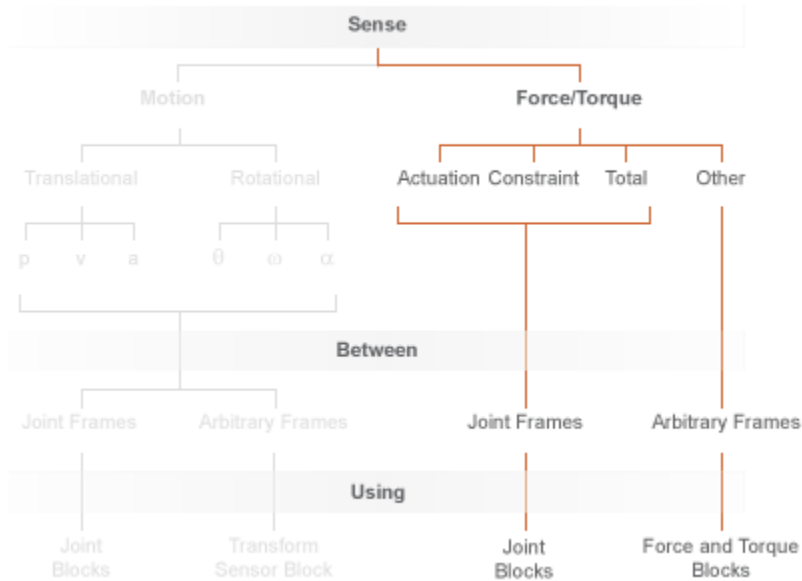 Sense
Motion
Force/Torque
Translational
Rotational
Actuation
Constraint
Total
Other
p
v
a
θ
ω
α
Between
Joint Frames
Arbitrary Frames
Joint Frames
Arbitrary Frames
Using
Joint
Blocks
Transform
Sensor Block
Joint
Blocks
Force and Torque
Blocks